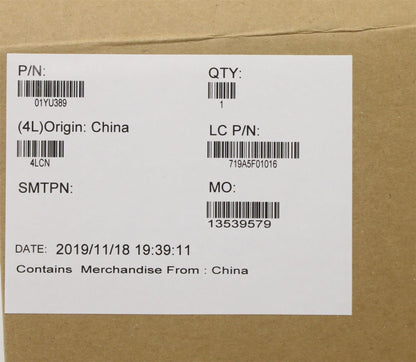 P/N: QTY:
01YU389 1
(4L)Origin: China LC P/N:
4LCN 719A5F01016
SMTPN: MO:
13539579
DATE: 2019/11/18 19:39:11
Contains Merchandise From : China